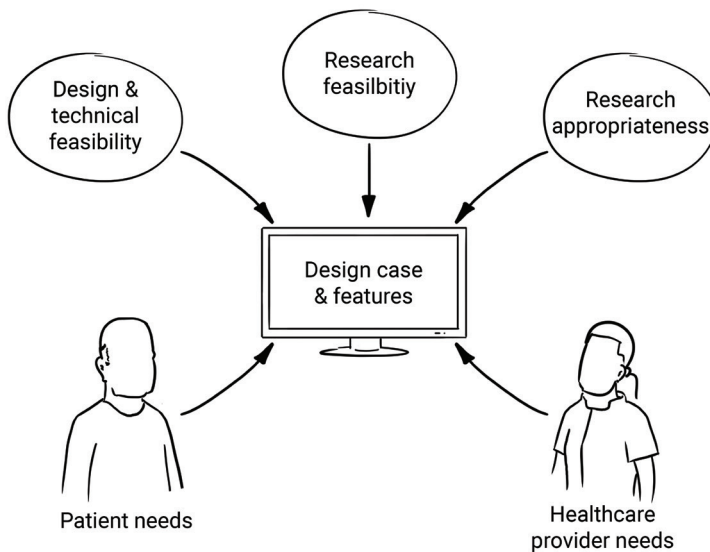 Design &
technical
feasibility
Research
feasilbitiy
Research
appropriateness
Design case
& features
Patient needs
Healthcare
provider needs